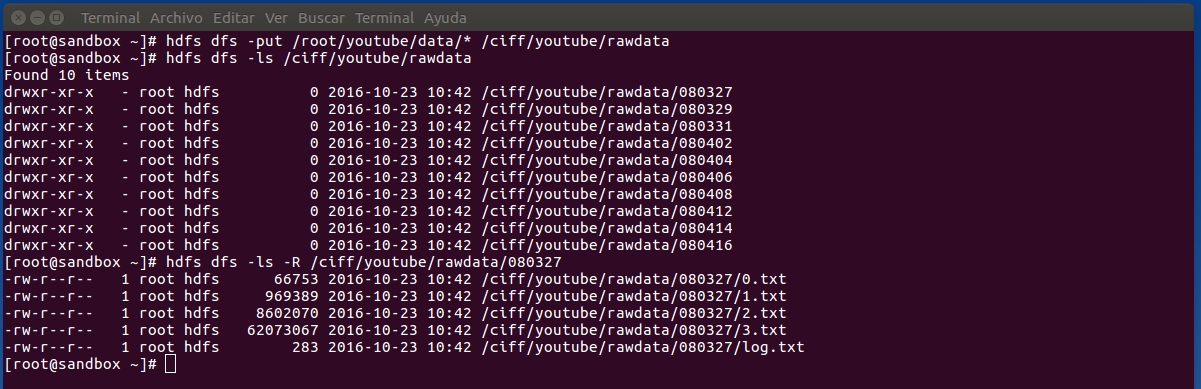 Terminal Archivo Editar Ver Buscar Terminal Ayuda
[root@sandbox ~]# hdfs dfs -put /root/youtube/data/* /ciff/youtube/rawdata
[root@sandbox ~]# hdfs dfs -ls /ciff/youtube/rawdata
Found 10 items
drwxr-xr-x   - root hdfs          0 2016-10-23 10:42 /ciff/youtube/rawdata/080327
drwxr-xr-x   - root hdfs          0 2016-10-23 10:42 /ciff/youtube/rawdata/080329
drwxr-xr-x   - root hdfs          0 2016-10-23 10:42 /ciff/youtube/rawdata/080331
drwxr-xr-x   - root hdfs          0 2016-10-23 10:42 /ciff/youtube/rawdata/080402
drwxr-xr-x   - root hdfs          0 2016-10-23 10:42 /ciff/youtube/rawdata/080404
drwxr-xr-x   - root hdfs          0 2016-10-23 10:42 /ciff/youtube/rawdata/080406
drwxr-xr-x   - root hdfs          0 2016-10-23 10:42 /ciff/youtube/rawdata/080408
drwxr-xr-x   - root hdfs          0 2016-10-23 10:42 /ciff/youtube/rawdata/080412
drwxr-xr-x   - root hdfs          0 2016-10-23 10:42 /ciff/youtube/rawdata/080414
drwxr-xr-x   - root hdfs          0 2016-10-23 10:42 /ciff/youtube/rawdata/080416
[root@sandbox ~]# hdfs dfs -ls -R /ciff/youtube/rawdata/080327
-rw-r--r--   1 root hdfs      66753 2016-10-23 10:42 /ciff/youtube/rawdata/080327/0.txt
-rw-r--r--   1 root hdfs     969389 2016-10-23 10:42 /ciff/youtube/rawdata/080327/1.txt
-rw-r--r--   1 root hdfs    8602070 2016-10-23 10:42 /ciff/youtube/rawdata/080327/2.txt
-rw-r--r--   1 root hdfs   62073067 2016-10-23 10:42 /ciff/youtube/rawdata/080327/3.txt
-rw-r--r--   1 root hdfs        283 2016-10-23 10:42 /ciff/youtube/rawdata/080327/log.txt
[root@sandbox ~]#